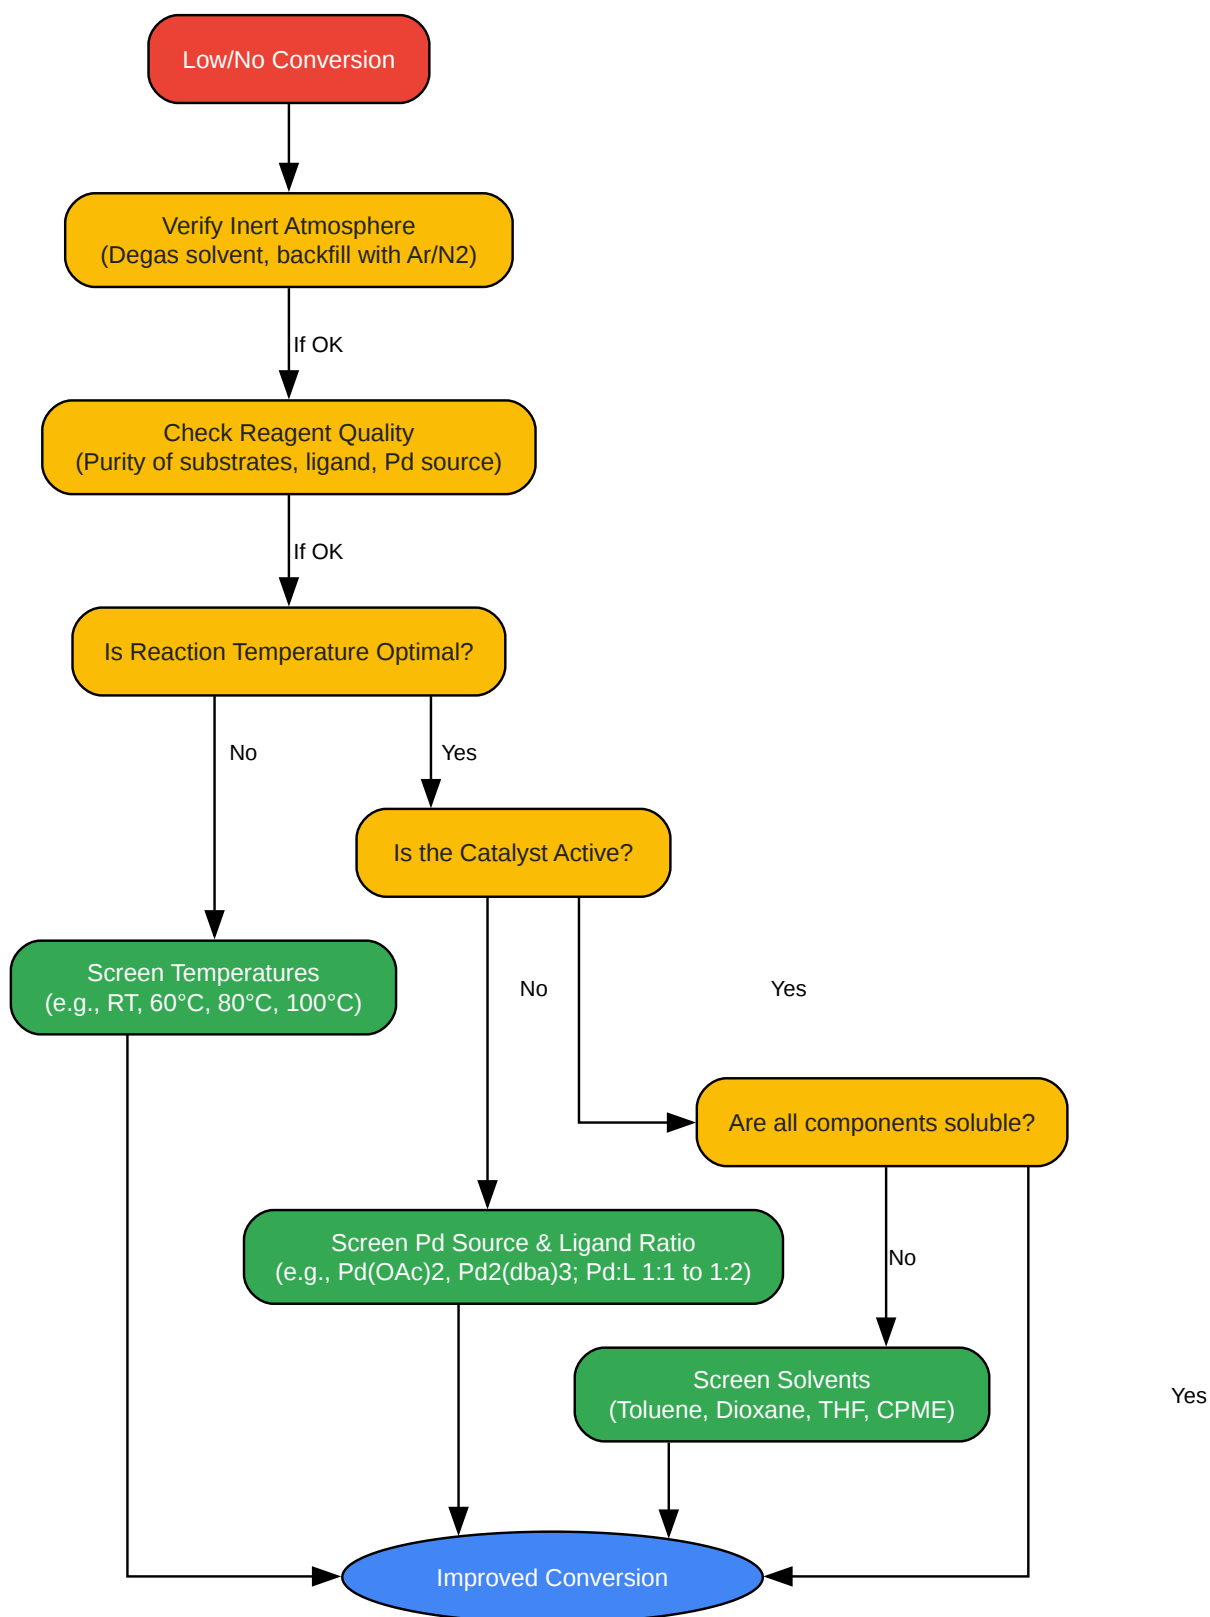 Low/No Conversion
Verify Inert Atmosphere
(Degas solvent, backfill with Ar/N2)
If OK
Check Reagent Quality
(Purity of substrates, ligand, Pd source)
If OK
Is Reaction Temperature Optimal?
No
Yes
Is the Catalyst Active?
Screen Temperatures
(e.g., RT, 60°C, 80°C, 100°C)
No
Yes
Are all components soluble?
Screen Pd Source & Ligand Ratio
(e.g., Pd(OAc)2, Pd2(dba)3; Pd:L 1:1 to 1:2)
No
Screen Solvents
(Toluene, Dioxane, THF, CPME)
Yes
Improved Conversion